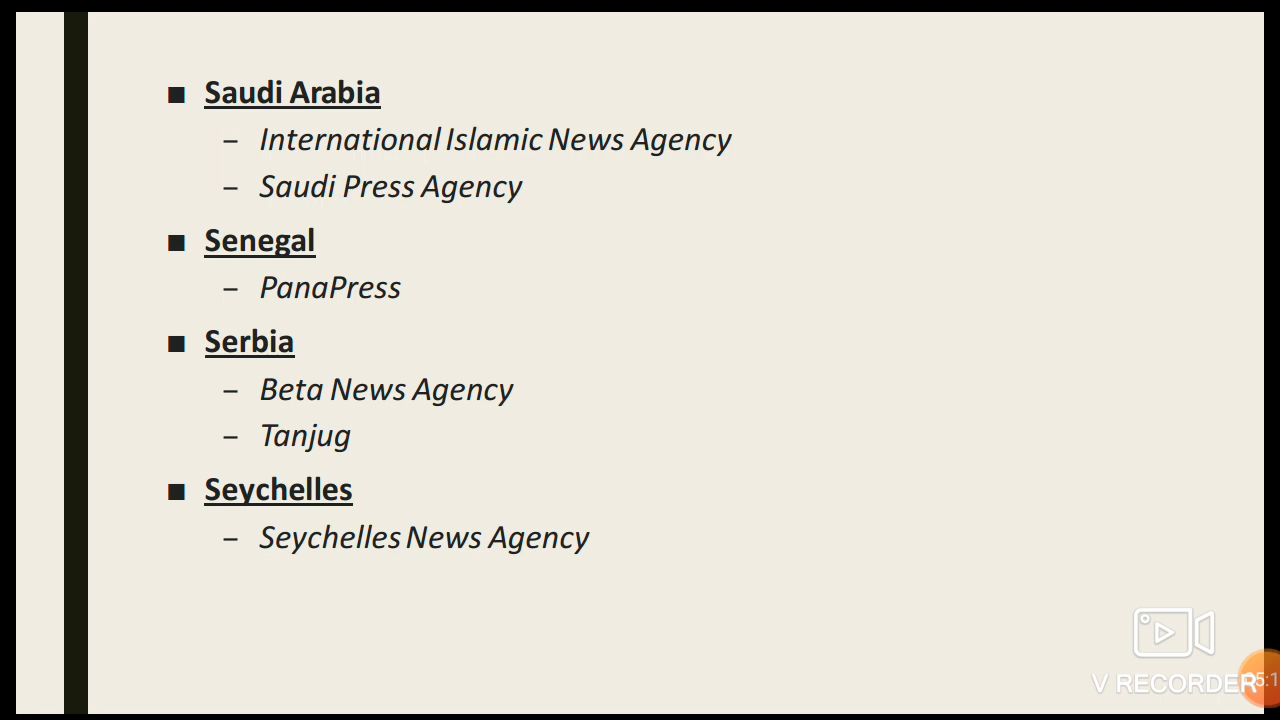 ■ Saudi Arabia
– International Islamic News Agency
– Saudi Press Agency
■ Senegal
– PanaPress
■ Serbia
– Beta News Agency
– Tanjug
■ Seychelles
– Seychelles News Agency
V RECORDER